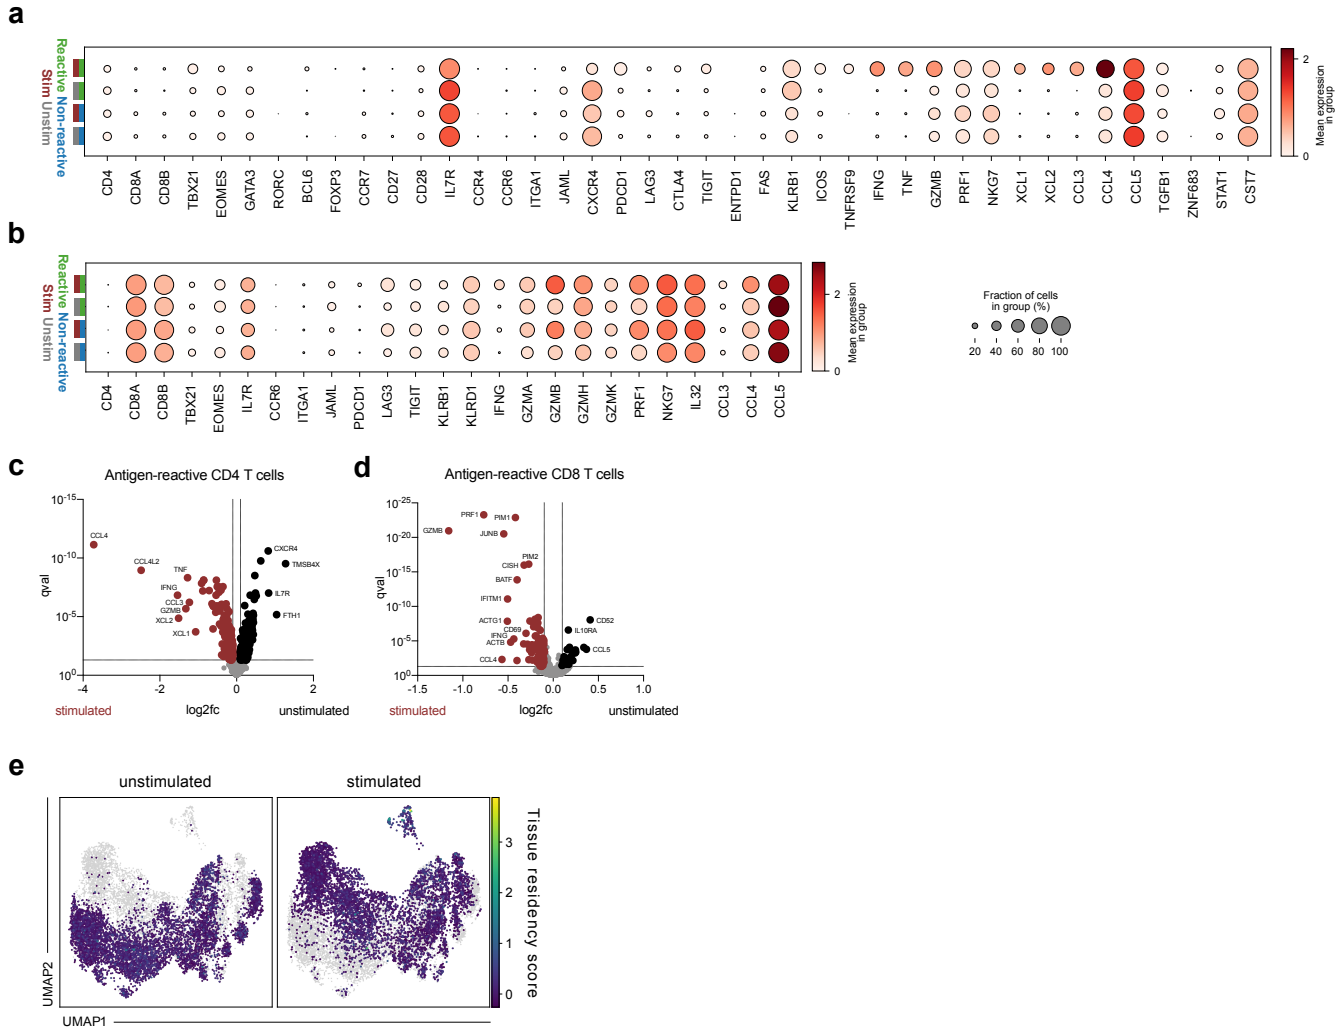 a
Reactive
Non-reactive
Stim
Unstim
2
0
Mean expression
in group
CD4
CD8A
CD8B
TBX21
EOMES
GATA3
RORC
BCL6
FOXP3
CCR7
CD27
CD28
IL7R
CCR4
CCR6
ITGA1
JAML
CXCR4
PDCD1
LAG3
CTLA4
TIGIT
ENTPD1
FAS
KLRB1
ICOS
TNFRSF9
IFNG
TNF
GZMB
PRF1
NKG7
XCL1
XCL2
CCL3
CCL4
CCL5
TGFB1
ZNF683
STAT1
CST7
b
Reactive
Non-reactive
Stim
Unstim
2
0
Mean expression
in group
CD4
CD8A
CD8B
TBX21
EOMES
IL7R
CCR6
ITGA1
JAML
PDCD1
LAG3
TIGIT
KLRB1
KLRD1
IFNG
GZMA
GZMB
GZMH
GZMK
PRF1
NKG7
IL32
CCL3
CCL4
CCL5
Fraction of cells
in group (%)
20 40 60 80 100
c
Antigen-reactive CD4 T cells
10-15
10-10
10-5
100
qval
CCL4
CCL4L2
TNF
IFNG
CCL3
GZMB
XCL2
XCL1
CXCR4
TMSB4X
IL7R
FTH1
-4 -2 0 2
stimulated log2fc unstimulated
d
Antigen-reactive CD8 T cells
10-25
10-20
10-15
10-10
10-5
100
qval
PRF1
PIM1
GZMB
JUNB
PIM2
CISH
BATF
IFITM1
ACTG1
CD69
IFNG
ACTB
CCL4
CD52
IL10RA
CCL5
-1.5 -1.0 -0.5 0.0 0.5 1.0
stimulated log2fc unstimulated
e
unstimulated stimulated
3
2
1
0
Tissue residency score
UMAP2
UMAP1